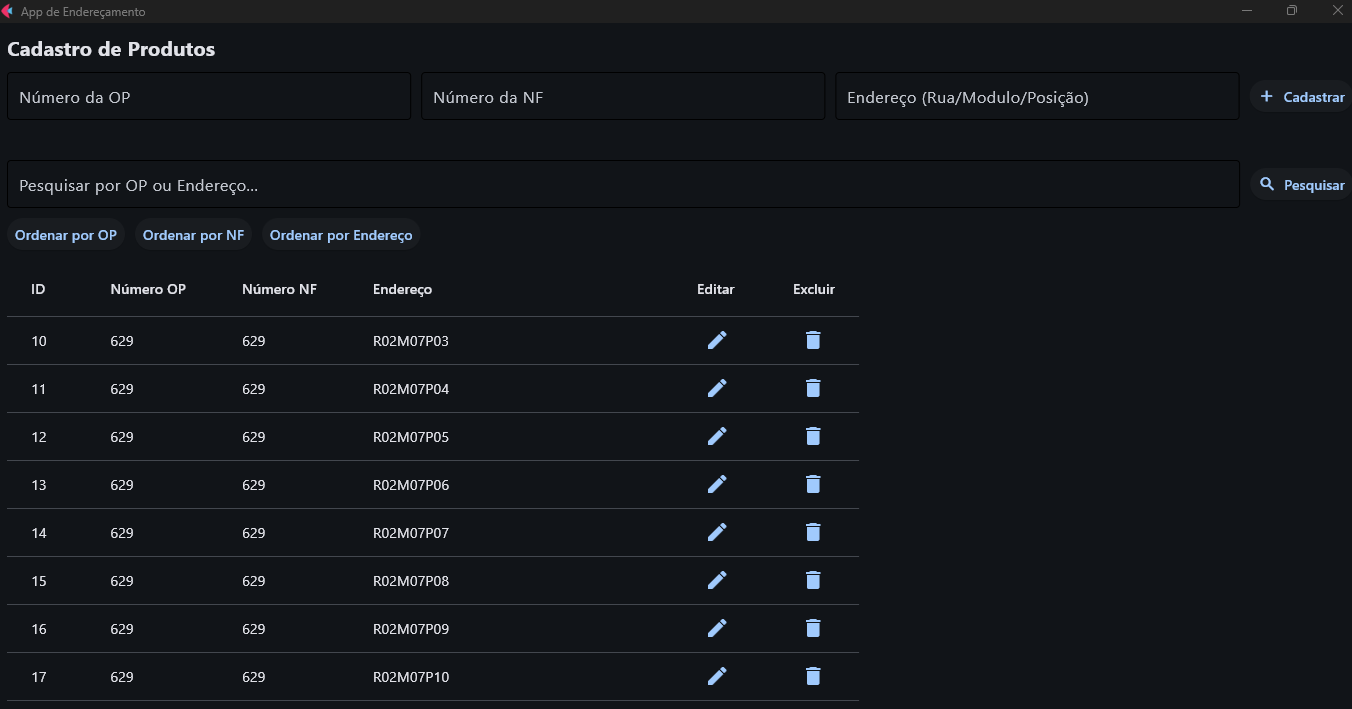 App de Endereçamento
Cadastro de Produtos
Número da OP Número da NF Endereço (Rua/Modulo/Posição) + Cadastrar
Pesquisar por OP ou Endereço... Pesquisar
Ordenar por OP Ordenar por NF Ordenar por Endereço
ID Número OP Número NF Endereço Editar Excluir
10 629 629 R02M07P03
11 629 629 R02M07P04
12 629 629 R02M07P05
13 629 629 R02M07P06
14 629 629 R02M07P07
15 629 629 R02M07P08
16 629 629 R02M07P09
17 629 629 R02M07P10